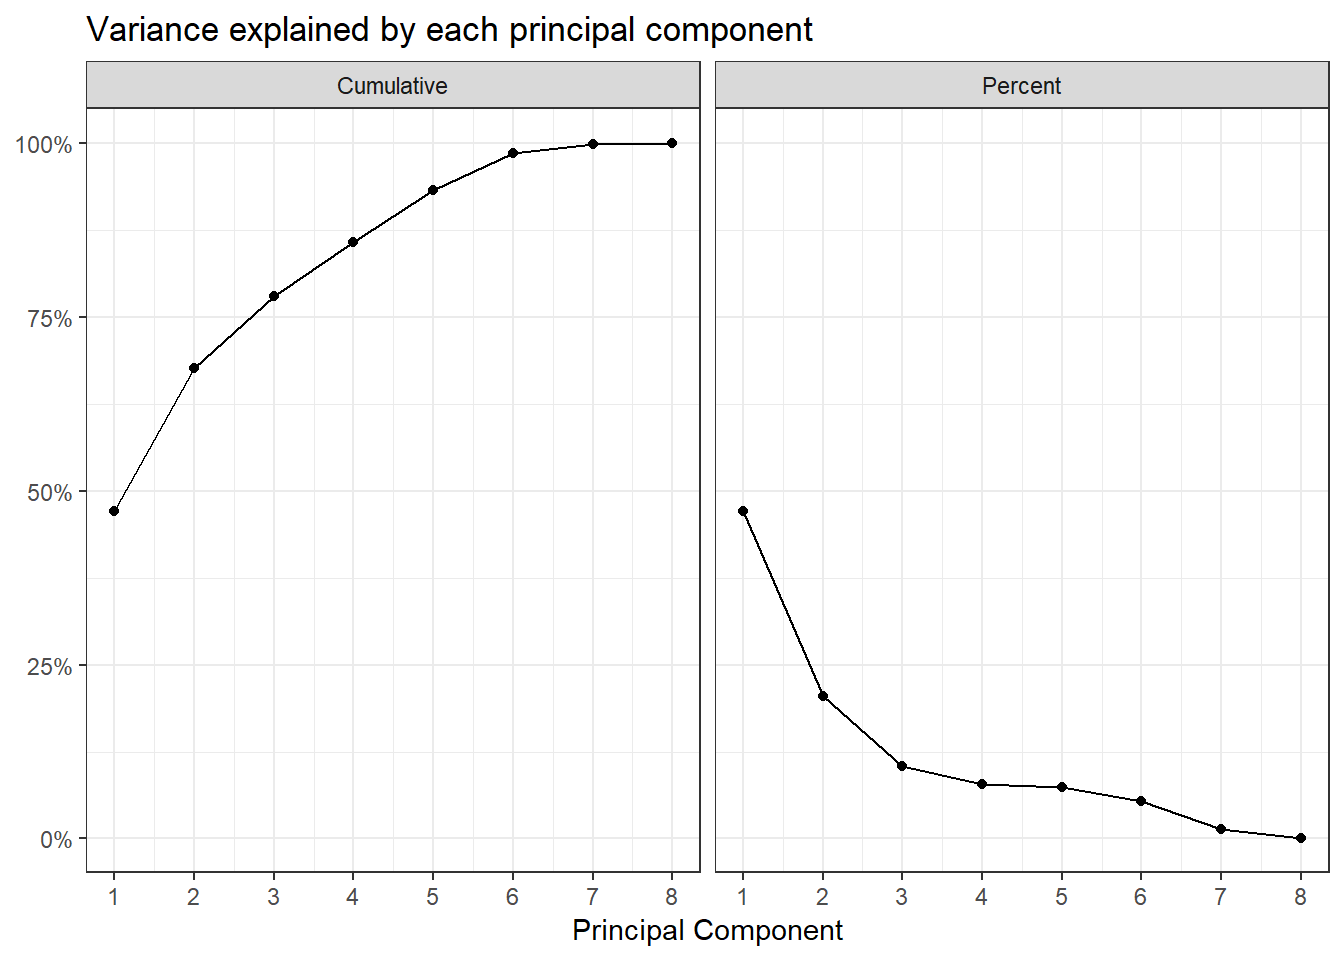 Variance explained by each principal component
Cumulative
Percent
100%
75%
50%
25%
0%
1 2 3 4 5 6 7 8
1 2 3 4 5 6 7 8
Principal Component